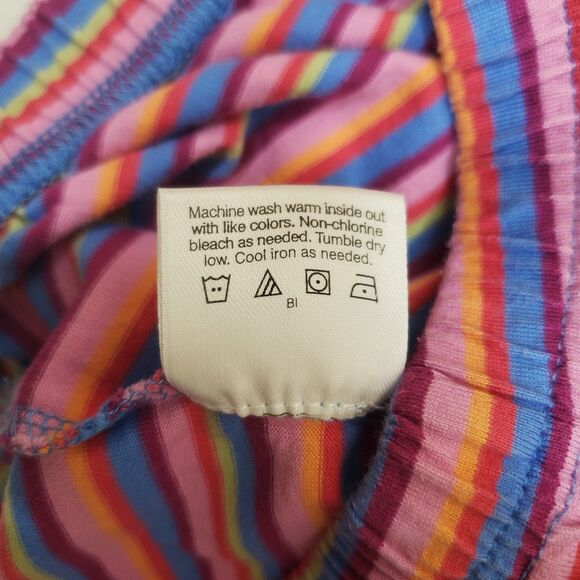 Machine wash warm inside out
with like colors. Non-chlorine
bleach as needed. Tumble dry
low. Cool iron as needed.
BI